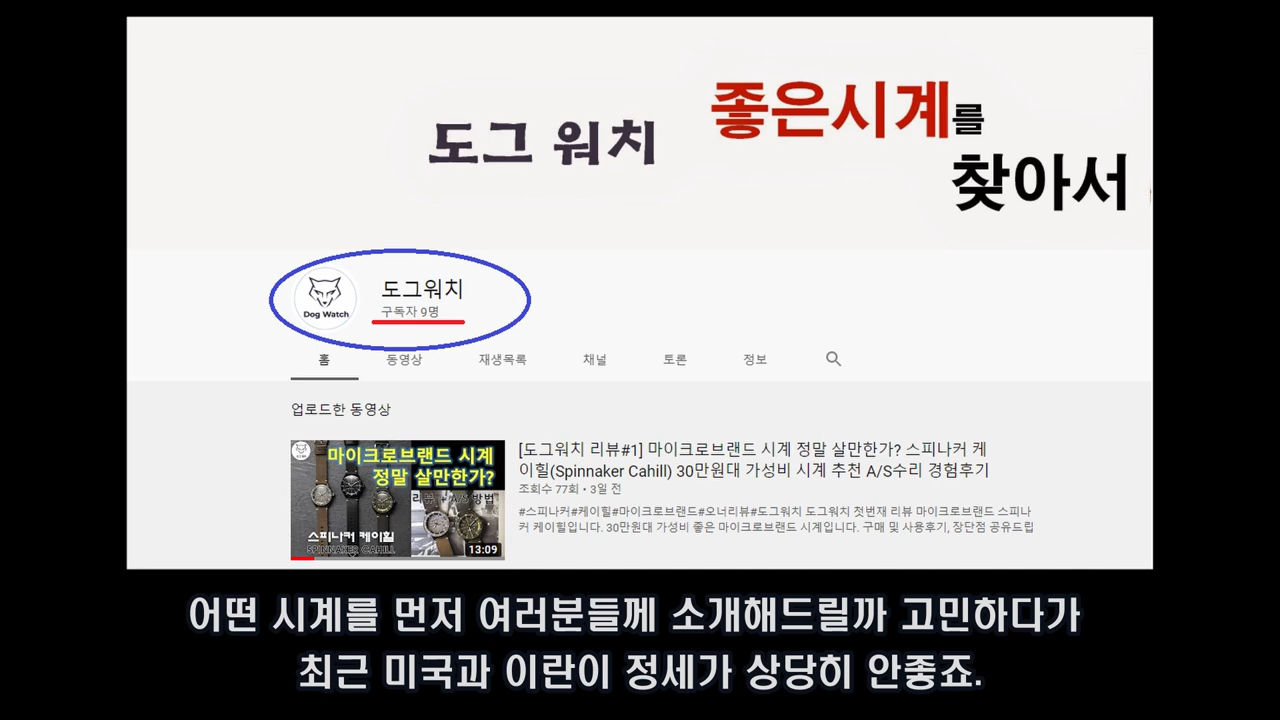 도그 워치
좋은시계를
찾아서
Dog Watch
도그워치
구독자 9명
홈 동영상 재생목록 채널 토론 정보
업로드한 동영상
마이크로브랜드 시계
정말 살만한가?
리뷰 + A/S 방법
스피나커 케이힐
SPINNAKER CAHILL
13:09
[도그워치 리뷰#1] 마이크로브랜드 시계 정말 살만한가? 스피나커 케
이힐(Spinnaker Cahill) 30만원대 가성비 시계 추천 A/S수리 경험후기
조회수 77회 • 3일 전
#스피나커#케이힐#마이크로브랜드#오너리뷰#도그워치 도그워치 첫번재 리뷰 마이크로브랜드 스피나
커 케이힐입니다. 30만원대 가성비 좋은 마이크로브랜드 시계입니다. 구매 및 사용후기, 장단점 공유드립
어떤 시계를 먼저 여러분들께 소개해드릴까 고민하다가
최근 미국과 이란이 정세가 상당히 안좋죠.